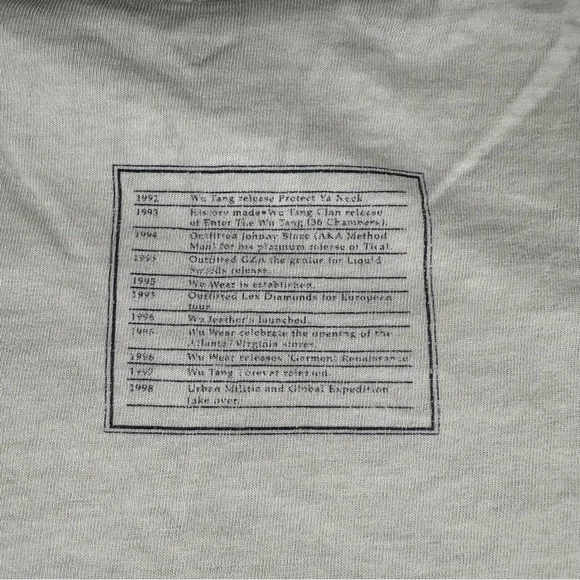 1992 Wu Tang release Protect Ya Neck
1993 History made•Wu Tang Clan release
of Enter The Wu Tang (36 Chambers).
1994 Outfitted Johnny Blaze (AKA Method
Man) for his platinum release of Tical.
1995 Outfitted GZA the genius for Liquid
Swords release.
1995 Wu Wear is established.
1995 Outfitted Lex Diamonds for European
tour.
1996 Wu launched.
1996 Wu Wear celebrate the opening of the
Atlanta/Virginia stores.
1996 Wu Wear releases "Garment Renaissance"
1997 Wu Tang Forever released.
1998 Urban Militia and Global Expedition
take over.